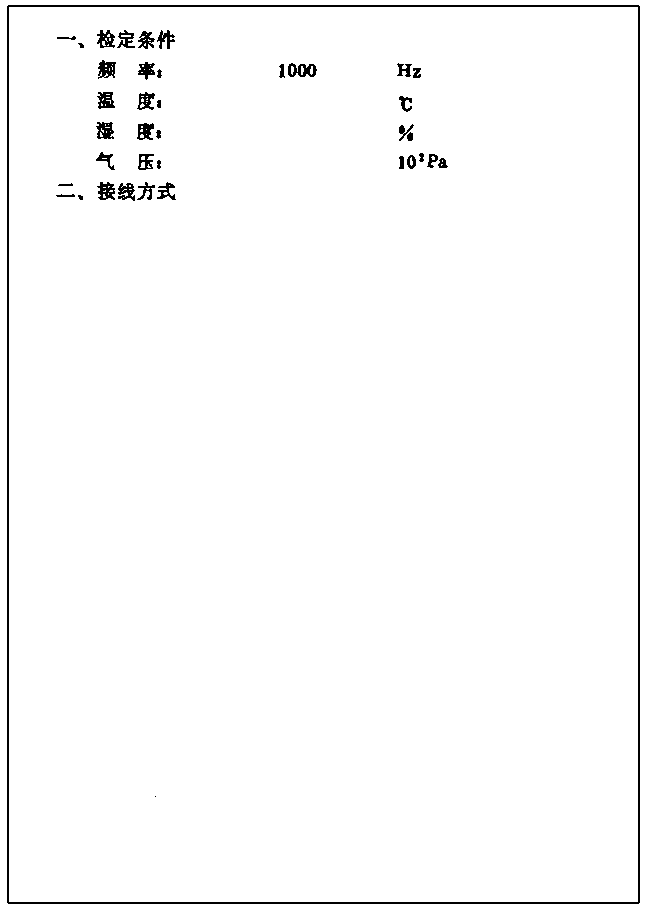 一、检定条件
频 率： 1000 Hz
温 度： ℃
湿 度： %
气 压： 10²Pa
二、接线方式